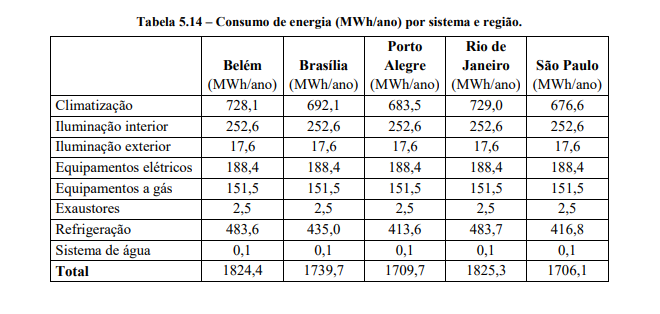 Tabela 5.14 – Consumo de energia (MWh/ano) por sistema e região.
Belém (MWh/ano) Brasília (MWh/ano) Porto Alegre (MWh/ano) Rio de Janeiro (MWh/ano) São Paulo (MWh/ano)
Climatização 728,1 692,1 683,5 729,0 676,6
Iluminação interior 252,6 252,6 252,6 252,6 252,6
Iluminação exterior 17,6 17,6 17,6 17,6 17,6
Equipamentos elétricos 188,4 188,4 188,4 188,4 188,4
Equipamentos a gás 151,5 151,5 151,5 151,5 151,5
Exaustores 2,5 2,5 2,5 2,5 2,5
Refrigeração 483,6 435,0 413,6 483,7 416,8
Sistema de água 0,1 0,1 0,1 0,1 0,1
Total 1824,4 1739,7 1709,7 1825,3 1706,1